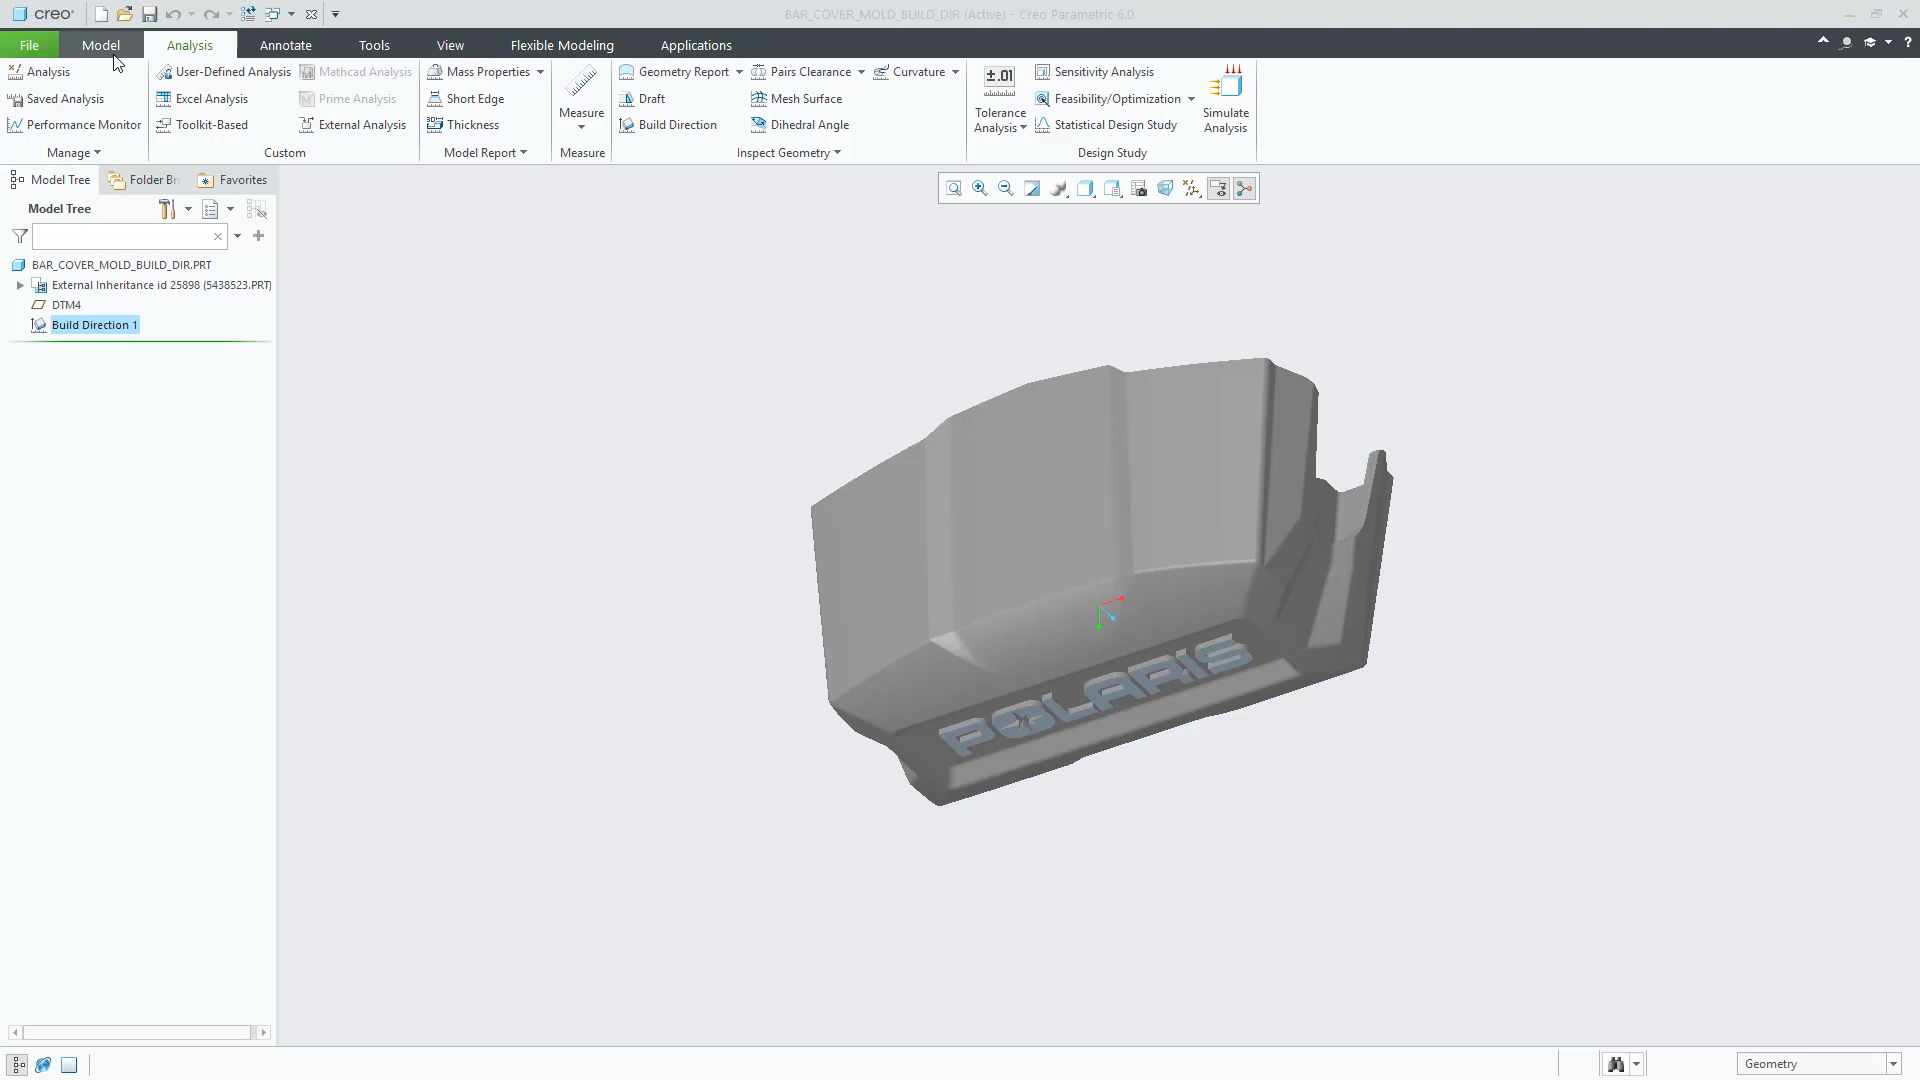 creo
BAR_COVER_MOLD_BUILD_DIR (Active) - Creo Parametric 6.0
File Model Analysis Annotate Tools View Flexible Modeling Applications
Analysis
Saved Analysis
Performance Monitor
Manage
User-Defined Analysis
Excel Analysis
Toolkit-Based
Mathcad Analysis
Prime Analysis
External Analysis
Custom
Mass Properties
Short Edge
Thickness
Model Report
Measure
Measure
Geometry Report
Draft
Build Direction
Pairs Clearance
Mesh Surface
Dihedral Angle
Curvature
Inspect Geometry
±.01
Tolerance
Analysis
Sensitivity Analysis
Feasibility/Optimization
Statistical Design Study
Simulate
Analysis
Design Study
Model Tree Folder Br Favorites
Model Tree
BAR_COVER_MOLD_BUILD_DIR.PRT
External Inheritance id 25898 (5438523.PRT)
DTM4
Build Direction 1
POLARIS
Geometry